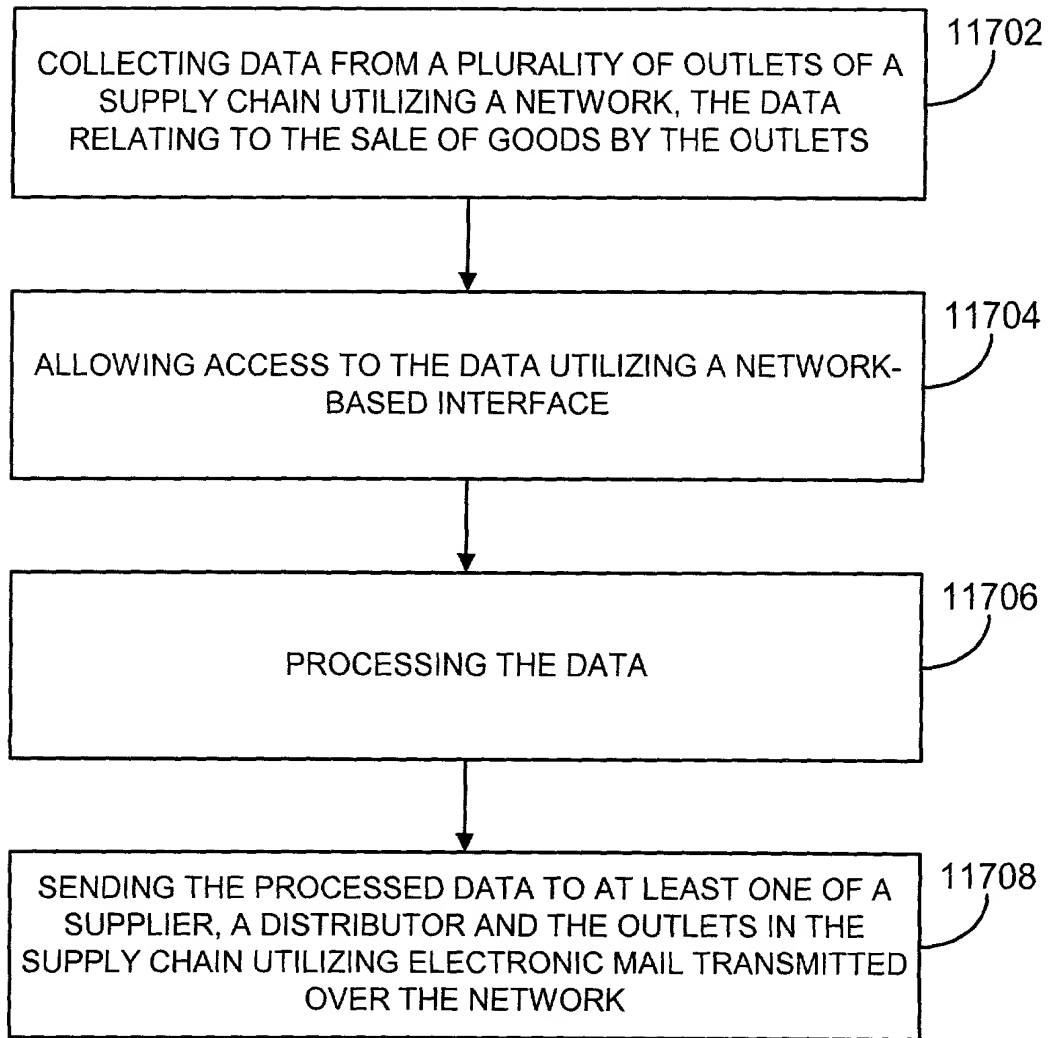 11702
COLLECTING DATA FROM A PLURALITY OF OUTLETS OF A
SUPPLY CHAIN UTILIZING A NETWORK, THE DATA
RELATING TO THE SALE OF GOODS BY THE OUTLETS
11704
ALLOWING ACCESS TO THE DATA UTILIZING A NETWORK-
BASED INTERFACE
11706
PROCESSING THE DATA
11708
SENDING THE PROCESSED DATA TO AT LEAST ONE OF A
SUPPLIER, A DISTRIBUTOR AND THE OUTLETS IN THE
SUPPLY CHAIN UTILIZING ELECTRONIC MAIL TRANSMITTED
OVER THE NETWORK